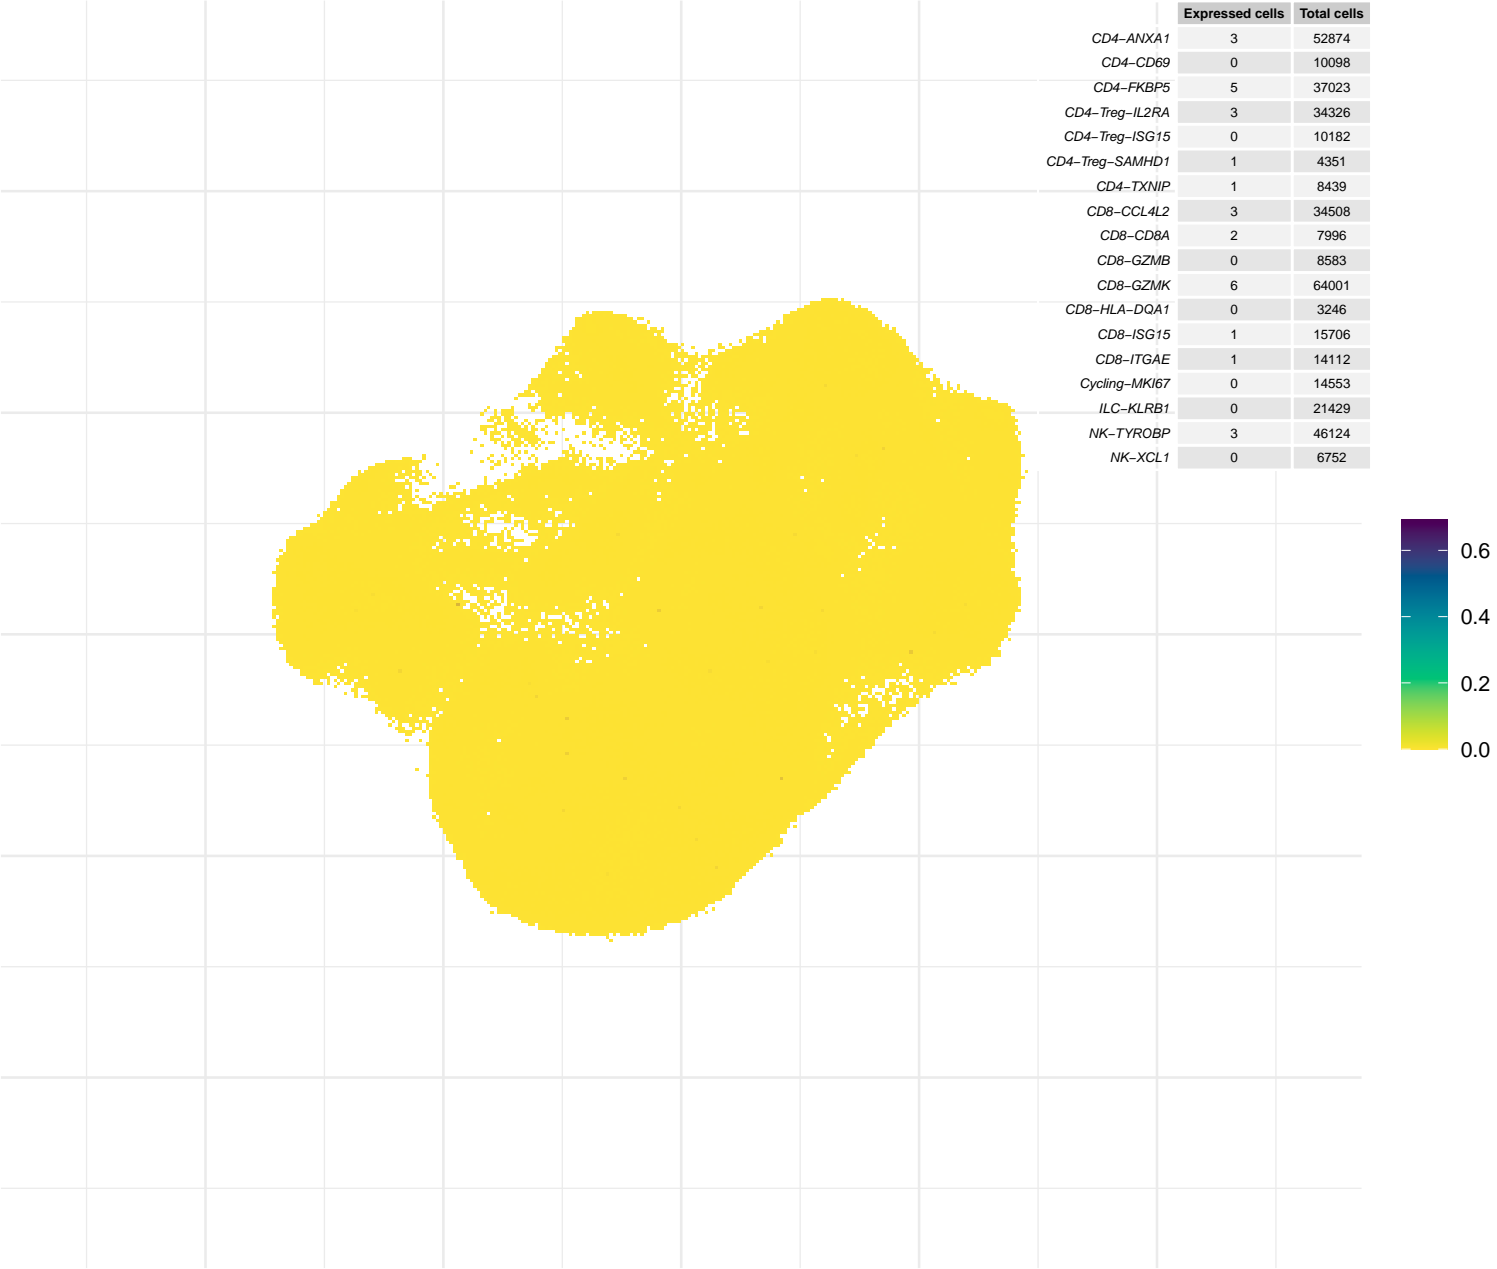 Expressed cells Total cells
CD4−ANXA1 3 52874
CD4−CD69 0 10098
CD4−FKBP5 5 37023
CD4−Treg−IL2RA 3 34326
CD4−Treg−ISG15 0 10182
CD4−Treg−SAMHD1 1 4351
CD4−TXNIP 1 8439
CD8−CCL4L2 3 34508
CD8−CD8A 2 7996
CD8−GZMB 0 8583
CD8−GZMK 6 64001
CD8−HLA−DQA1 0 3246
CD8−ISG15 1 15706
CD8−ITGAE 1 14112
Cycling−MKI67 0 14553
ILC−KLRB1 0 21429
NK−TYROBP 3 46124
NK−XCL1 0 6752
0.6
0.4
0.2
0.0